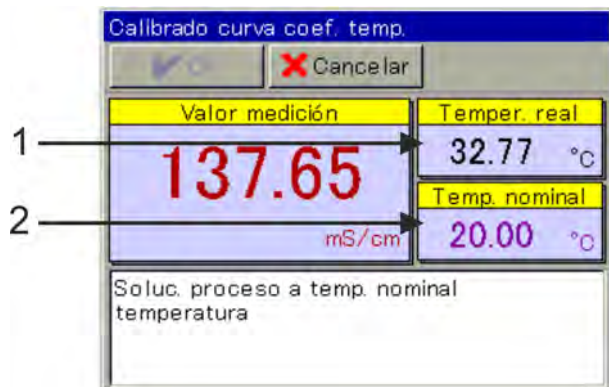 Calibrado curva coef. temp.
OK
Cancelar
Valor medición
Temper. real
1
137.65
32.77 °C
Temp. nominal
2
mS/cm
20.00 °C
Soluc. proceso a temp. nominal
temperatura